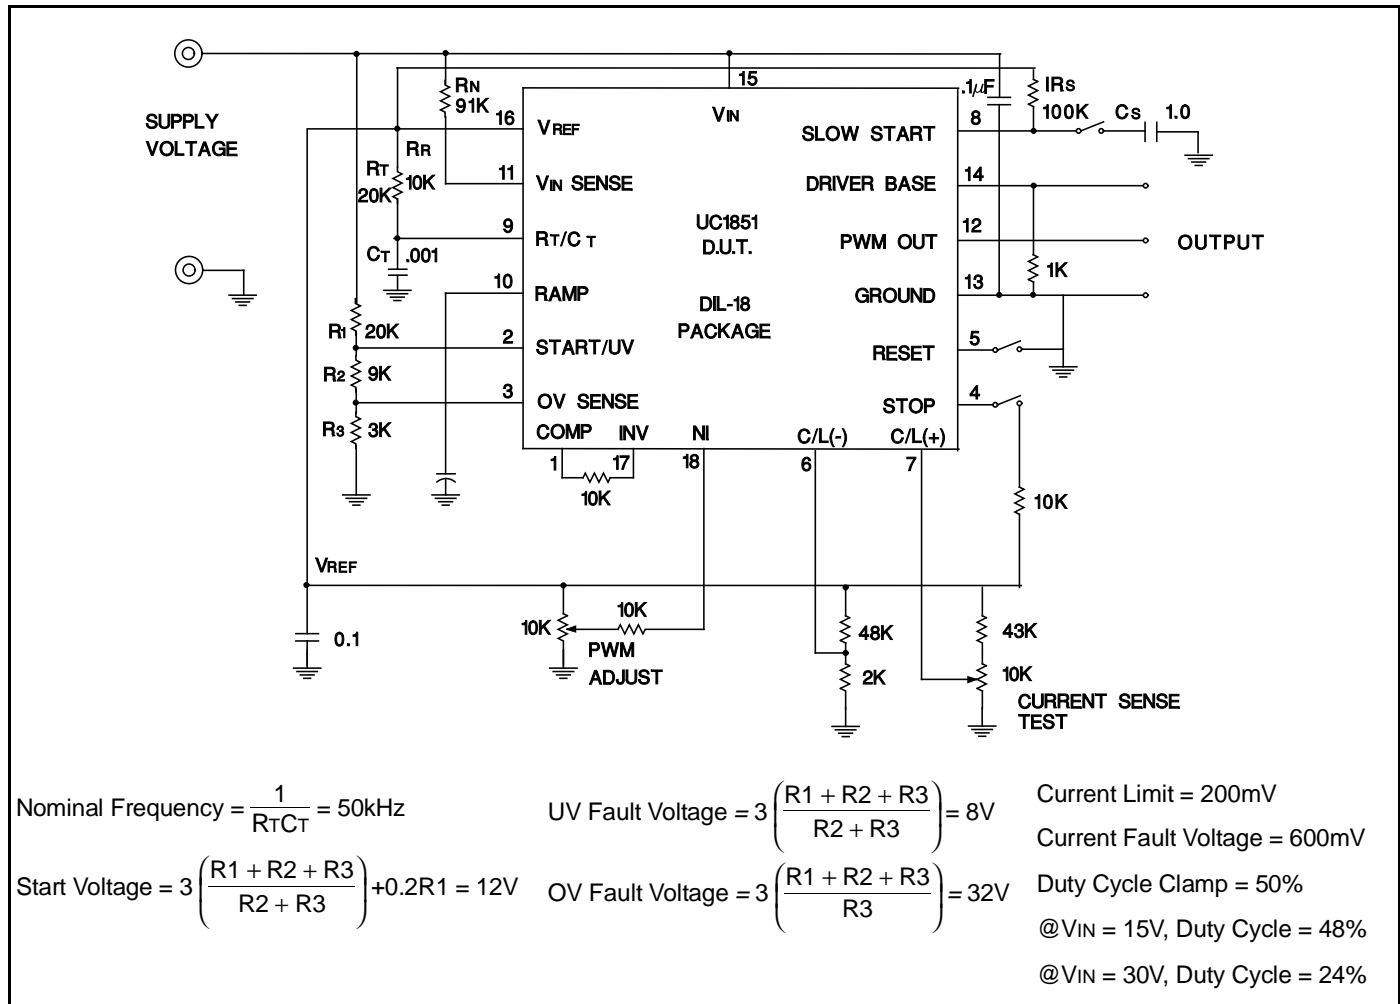 SUPPLY
VOLTAGE
RN
91K
16
VREF
RT
20K
RR
10K
11
VIN SENSE
9
RT/CT
CT .001
10
RAMP
R1 20K
2
START/UV
R2 9K
3
OV SENSE
R3 3K
COMP
1
INV
17
NI
18
10K
15
VIN
UC1851
D.U.T.
DIL-18
PACKAGE
.1µF
IRs
100K
Cs
1.0
8
SLOW START
14
DRIVER BASE
12
PWM OUT
OUTPUT
1K
13
GROUND
5
RESET
4
STOP
C/L(-)
6
C/L(+)
7
10K
VREF
0.1
10K
10K
PWM
ADJUST
48K
2K
43K
10K
CURRENT SENSE
TEST
Nominal Frequency = 1 / RTCT = 50kHz
Start Voltage = 3 (R1 + R2 + R3 / R2 + R3) +0.2R1 = 12V
UV Fault Voltage = 3 (R1 + R2 + R3 / R2 + R3) = 8V
OV Fault Voltage = 3 (R1 + R2 + R3 / R3) = 32V
Current Limit = 200mV
Current Fault Voltage = 600mV
Duty Cycle Clamp = 50%
@VIN = 15V, Duty Cycle = 48%
@VIN = 30V, Duty Cycle = 24%